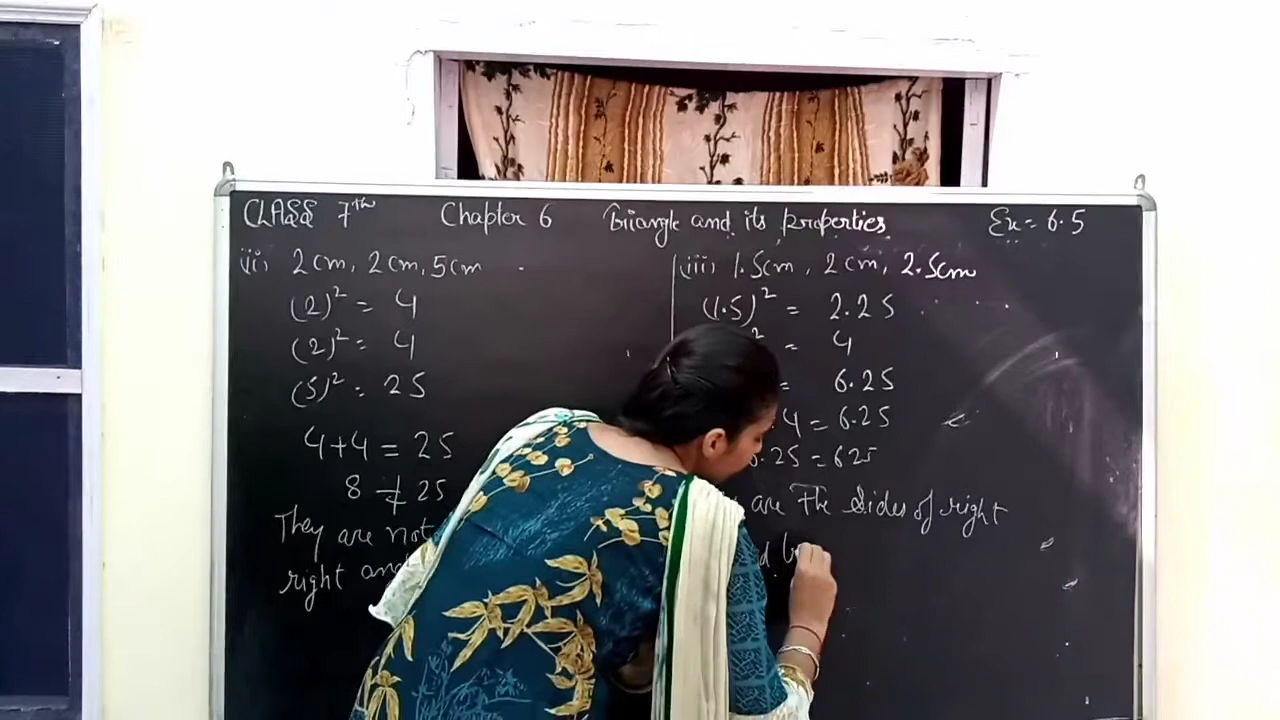 CLASS 7th Chapter 6 Triangle and its properties Ex = 6.5
(ii) 2cm, 2cm, 5cm
(2)² = 4
(2)² = 4
(5)² = 25
4+4 = 25
8 ≠ 25
They are not
right
(iii) 1.5cm, 2cm, 2.5cm
(1.5)² = 2.25
² = 4
= 6.25
4 = 6.25
6.25 = 625
are The Sides of right